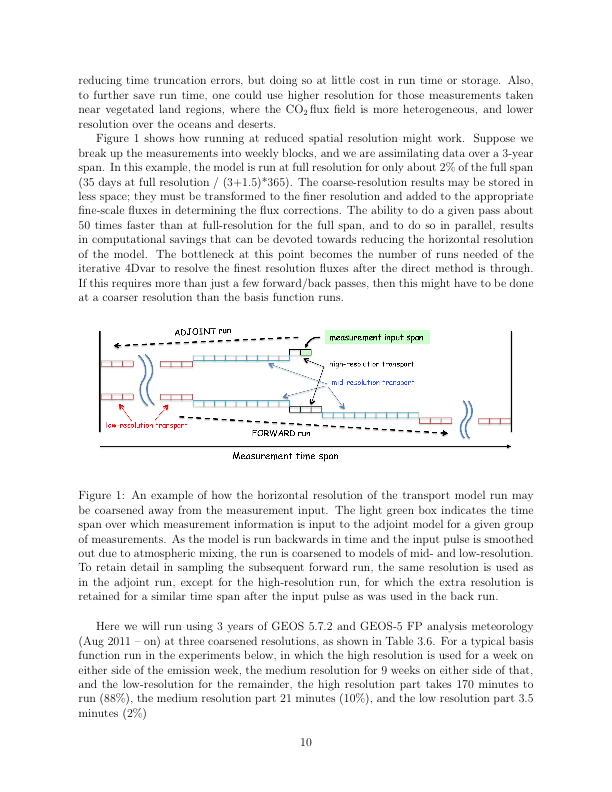 reducing time truncation errors, but doing so at little cost in run time or storage. Also,
to further save run time, one could use higher resolution for those measurements taken
near vegetated land regions, where the CO₂ flux field is more heterogeneous, and lower
resolution over the oceans and deserts.
Figure 1 shows how running at reduced spatial resolution might work. Suppose we
break up the measurements into weekly blocks, and we are assimilating data over a 3-year
span. In this example, the model is run at full resolution for only about 2% of the full span
(35 days at full resolution / (3+1.5)*365). The coarse-resolution results may be stored in
less space; they must be transformed to the finer resolution and added to the appropriate
fine-scale fluxes in determining the flux corrections. The ability to do a given pass about
50 times faster than at full-resolution for the full span, and to do so in parallel, results
in computational savings that can be devoted towards reducing the horizontal resolution
of the model. The bottleneck at this point becomes the number of runs needed of the
iterative 4Dvar to resolve the finest resolution fluxes after the direct method is through.
If this requires more than just a few forward/back passes, then this might have to be done
at a coarser resolution than the basis function runs.
ADJOINT run
measurement input span
high-resolution transport
mid-resolution transport
low-resolution transport
FORWARD run
Measurement time span
Figure 1: An example of how the horizontal resolution of the transport model run may
be coarsened away from the measurement input. The light green box indicates the time
span over which measurement information is input to the adjoint model for a given group
of measurements. As the model is run backwards in time and the input pulse is smoothed
out due to atmospheric mixing, the run is coarsened to models of mid- and low-resolution.
To retain detail in sampling the subsequent forward run, the same resolution is used as
in the adjoint run, except for the high-resolution run, for which the extra resolution is
retained for a similar time span after the input pulse as was used in the back run.
Here we will run using 3 years of GEOS 5.7.2 and GEOS-5 FP analysis meteorology
(Aug 2011 – on) at three coarsened resolutions, as shown in Table 3.6. For a typical basis
function run in the experiments below, in which the high resolution is used for a week on
either side of the emission week, the medium resolution for 9 weeks on either side of that,
and the low-resolution for the remainder, the high resolution part takes 170 minutes to
run (88%), the medium resolution part 21 minutes (10%), and the low resolution part 3.5
minutes (2%)
10